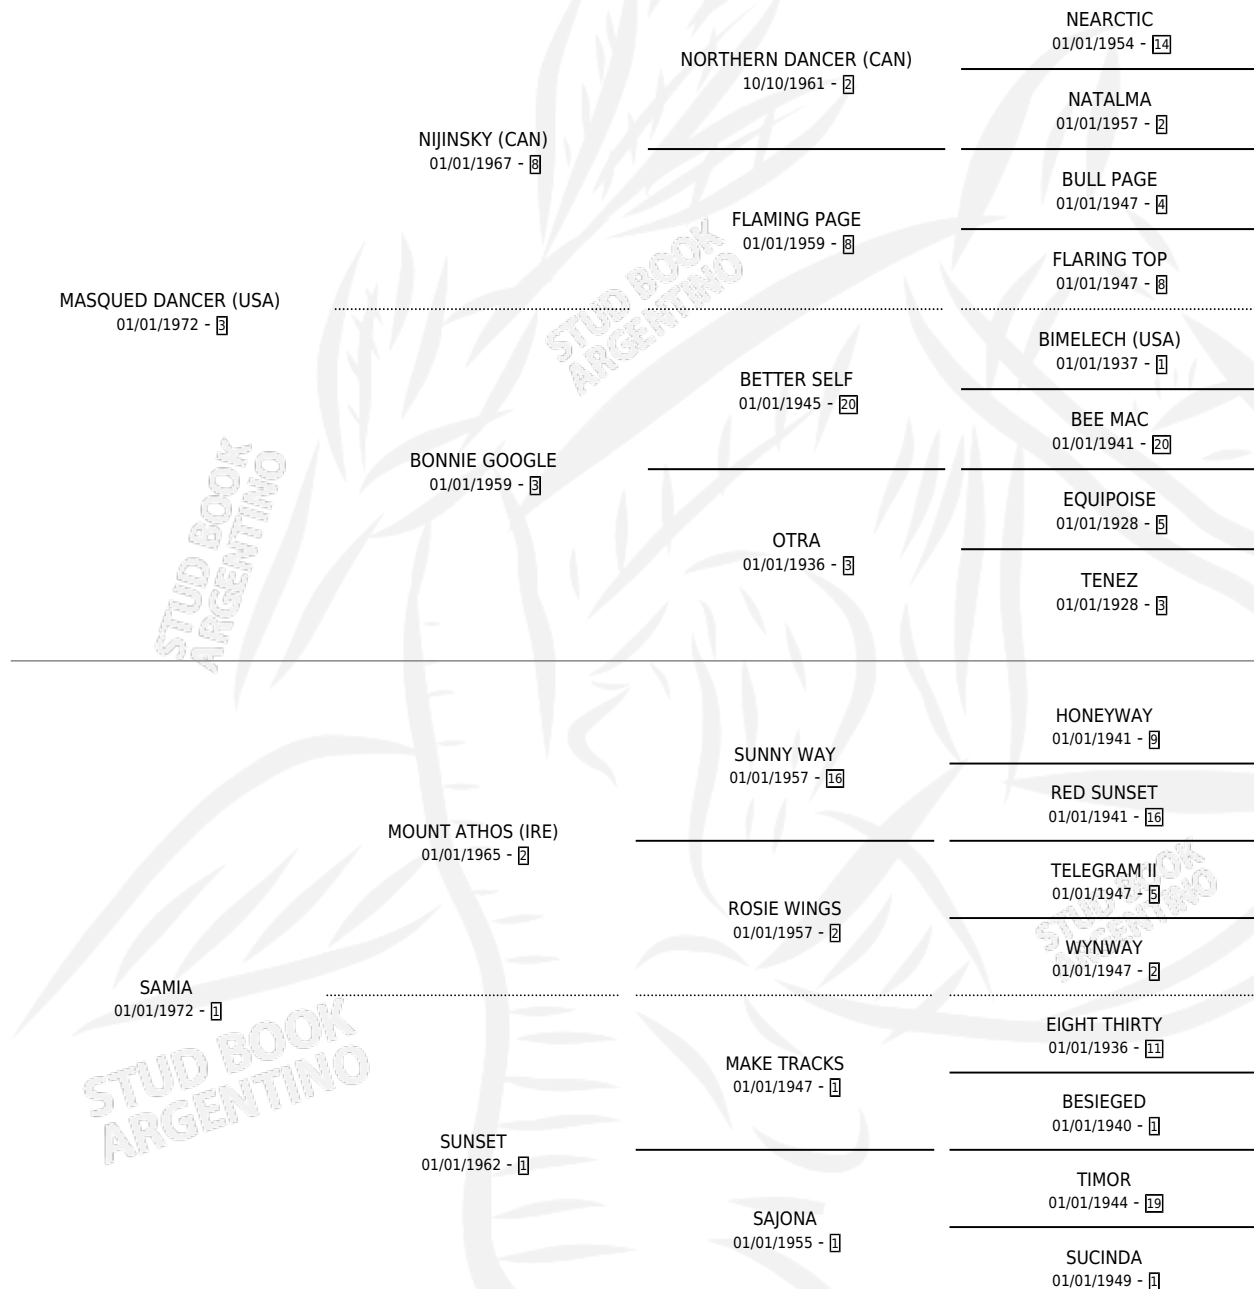 NEARCTIC
01/01/1954 - 14
NORTHERN DANCER (CAN)
10/10/1961 - 2
NATALMA
01/01/1957 - 2
NIJINSKY (CAN)
01/01/1967 - 8
BULL PAGE
01/01/1947 - 4
FLAMING PAGE
01/01/1959 - 8
FLARING TOP
01/01/1947 - 8
MASQUED DANCER (USA)
01/01/1972 - 3
BIMELECH (USA)
01/01/1937 - 1
BETTER SELF
01/01/1945 - 20
BEE MAC
01/01/1941 - 20
BONNIE GOOGLE
01/01/1959 - 3
EQUIPOISE
01/01/1928 - 5
OTRA
01/01/1936 - 3
TENEZ
01/01/1928 - 3
HONEYWAY
01/01/1941 - 9
SUNNY WAY
01/01/1957 - 16
RED SUNSET
01/01/1941 - 16
MOUNT ATHOS (IRE)
01/01/1965 - 2
TELEGRAM II
01/01/1947 - 5
ROSIE WINGS
01/01/1957 - 2
WYNWAY
01/01/1947 - 2
SAMIA
01/01/1972 - 1
EIGHT THIRTY
01/01/1936 - 11
MAKE TRACKS
01/01/1947 - 1
BESIEGED
01/01/1940 - 1
SUNSET
01/01/1962 - 1
TIMOR
01/01/1944 - 19
SAJONA
01/01/1955 - 1
SUCINDA
01/01/1949 - 1
STUD BOOK
ARGENTINO
STUD BOOK
ARGENTINO
STUD BOOK
ARGENTINO
STUD BOOK
ARGENTINO